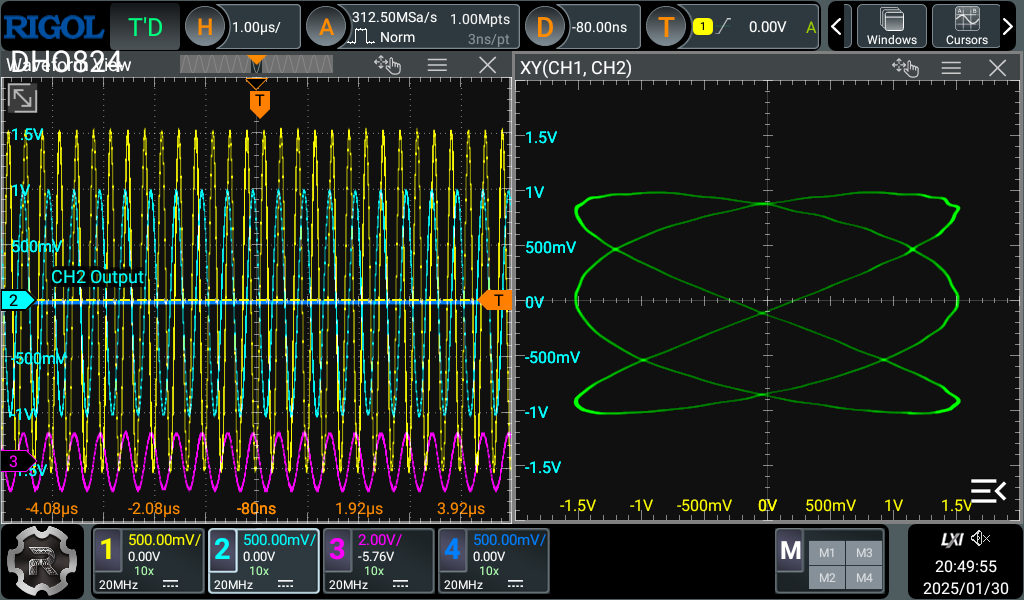 RIGOL T'D H 1.00μs/ A 312.50MSa/s 1.00Mpts D -80.00ns T 1 0.00V A Windows Cursors
Norm 3ns/pt
DHO824
Waveform View
XY(CH1, CH2)
T
1.5V
1V
500mV
CH2 Output
2
T
-500mV
-1V
3
-1.5V
-4.08μs -2.08μs -80ns 1.92μs 3.92μs
1.5V
1V
500mV
0V
-500mV
-1V
-1.5V
-1.5V -1V -500mV 0V 500mV 1V 1.5V
R
1 500.00mV/
0.00V
10x
20MHz
2 500.00mV/
0.00V
10x
20MHz
3 2.00V/
-5.76V
10x
20MHz
4 500.00mV/
0.00V
10x
20MHz
M M1 M3
M2 M4
LXI
20:49:55
2025/01/30